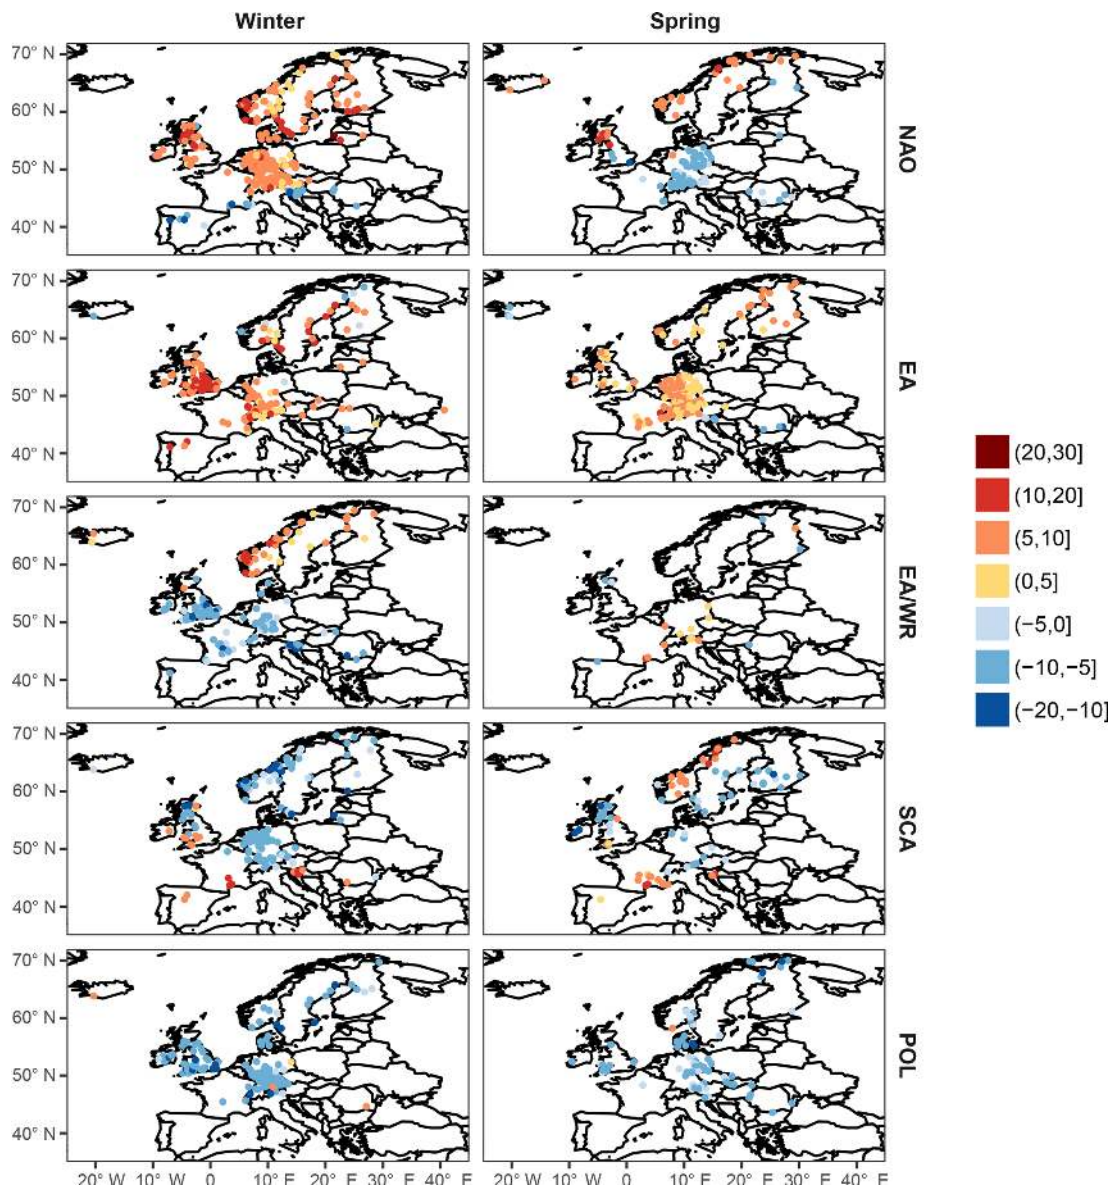 Winter Spring
70° N
60° N
50° N
40° N
NAO
70° N
60° N
50° N
40° N
EA
70° N
60° N
50° N
40° N
EA/WR
70° N
60° N
50° N
40° N
SCA
70° N
60° N
50° N
40° N
POL
20° W 10° W 0 10° E 20° E 30° E 40° E 20° W 10° W 0 10° E 20° E 30° E 40° E
(20,30]
(10,20]
(5,10]
(0,5]
(−5,0]
(−10,−5]
(−20,−10]